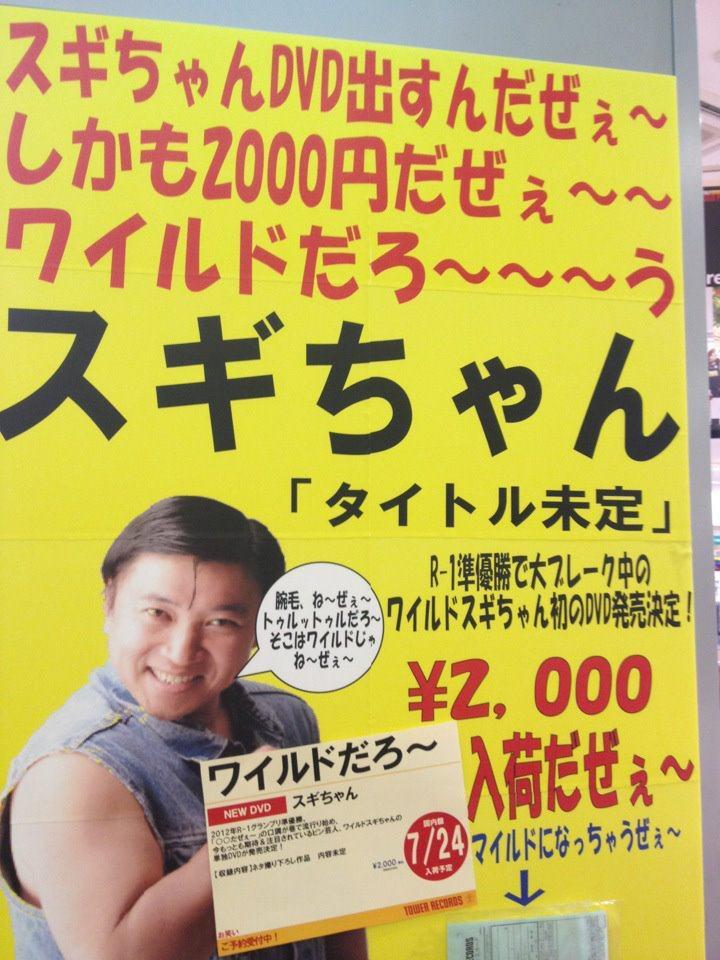 スギちゃんDVD出すんだぜぇ～
しかも2000円だぜぇ～～
ワイルドだろ～～～～う
スギちゃん
「タイトル未定」
R-1準優勝で大ブレーク中の
ワイルドスギちゃん初のDVD発売決定！
腕毛、ね～ぜぇ～
トゥルットゥルだろ～
そこはワイルドじゃ
ね～ぜぇ～
¥2,000
入荷だぜぇ～
マイルドになっちゃうぜぇ～
↓
ワイルドだろ～
NEW DVD
スギちゃん
2012年R-1グランプリ準優勝。
「○○だぜぇ～」の口調が巷で流行り始め、
今もっとも期待&注目されているピン芸人、ワイルドスギちゃんの
単独DVDが発売決定！
【収録内容】ネタ撮り下ろし作品 内容未定
¥2,000
国内盤
7/24
入荷予定
TOWER RECORDS
お笑い
ご予約受付中！